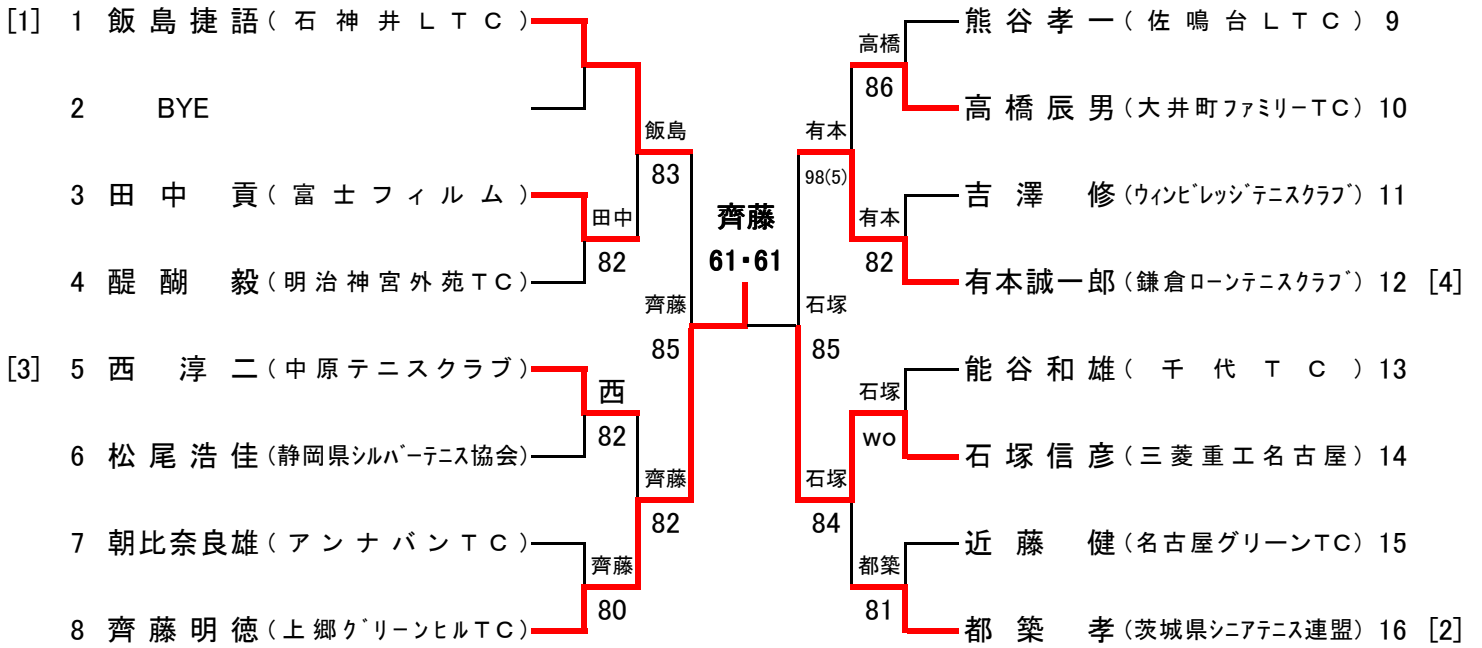 [1] 1 飯島捷語(石神井LTC)
2 BYE
3 田中 貢(富士フィルム)
4 醍醐 毅(明治神宮外苑TC)
[3] 5 西 淳二(中原テニスクラブ)
6 松尾浩佳(静岡県シルバーテニス協会)
7 朝比奈良雄(アンナバンTC)
8 齊藤明徳(上郷グリーンヒルTC)
田中
82
西
82
齊藤
80
飯島
83
齊藤
82
齊藤
85
齊藤
61・61
石塚
85
有本
98(5)
石塚
84
高橋
86
有本
82
石塚
wo
都築
81
熊谷孝一(佐鳴台LTC) 9
高橋辰男(大井町ファミリーTC) 10
吉澤 修(ウィンビレッジテニスクラブ) 11
有本誠一郎(鎌倉ローンテニスクラブ) 12 [4]
能谷和雄(千代TC) 13
石塚信彦(三菱重工名古屋) 14
近藤 健(名古屋グリーンTC) 15
都築 孝(茨城県シニアテニス連盟) 16 [2]